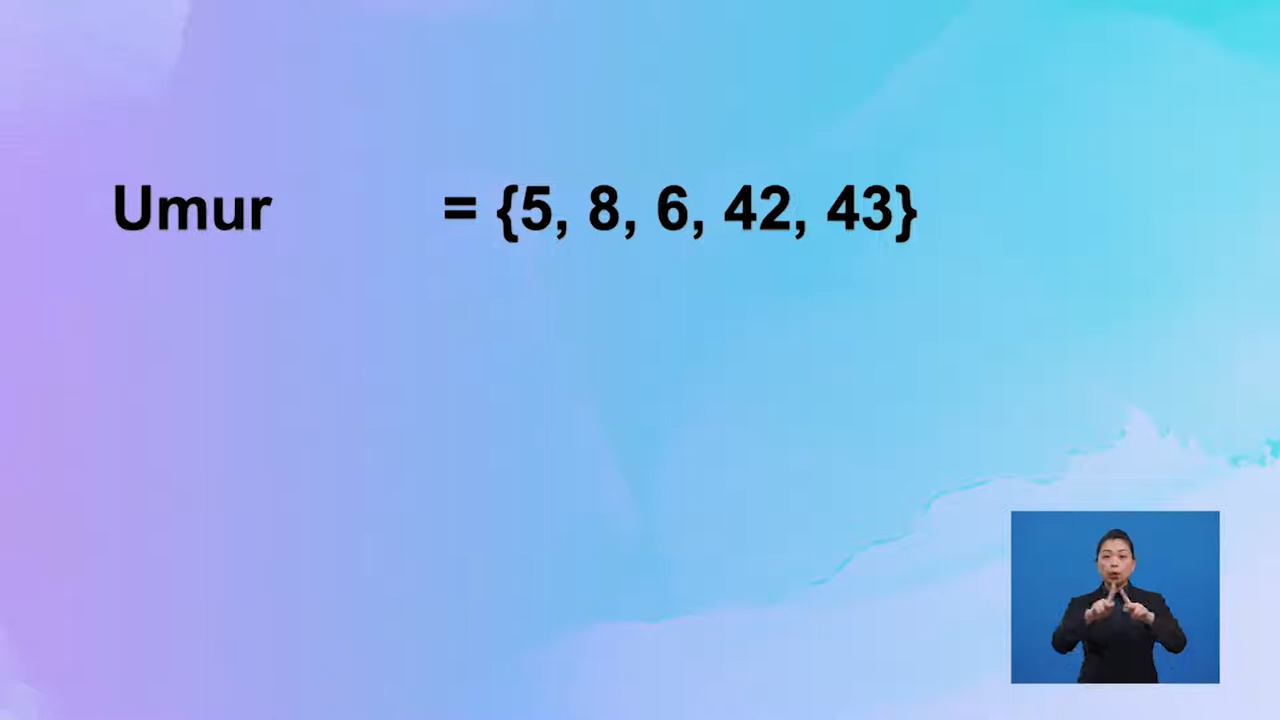 Umur = {5, 8, 6, 42, 43}